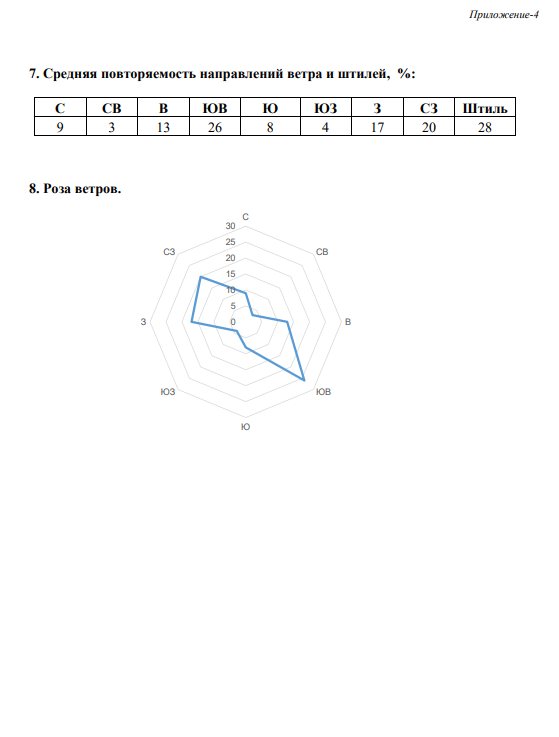 Приложение-4
7. Средняя повторяемость направлений ветра и штилей, %:
С СВ В ЮВ Ю ЮЗ З СЗ Штиль
9 3 13 26 8 4 17 20 28
8. Роза ветров.
С
30
СЗ 25 СВ
20
15
10
5
З 0 В
ЮЗ ЮВ
Ю